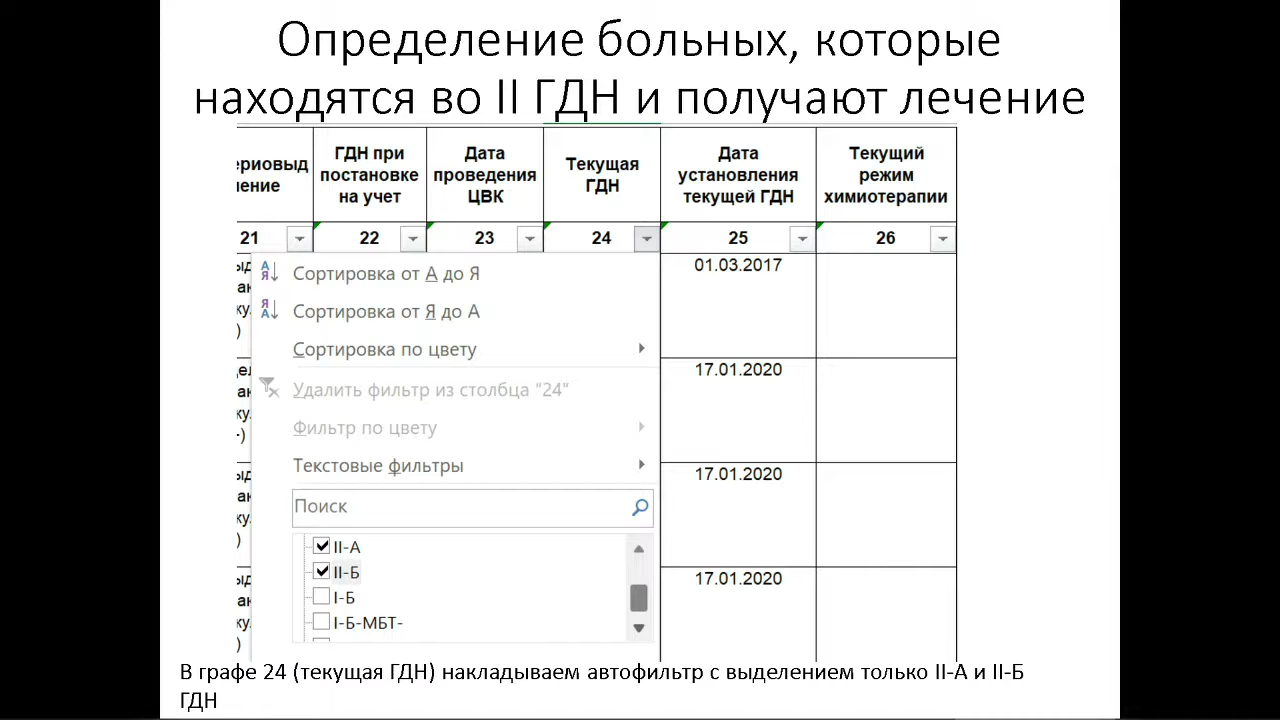 Определение больных, которые
находятся во II ГДН и получают лечение
ГДН при
постановке
на учет
Дата
проведения
ЦВК
Текущая
ГДН
Дата
установления
текущей ГДН
Текущий
режим
химиотерапии
21 22 23 24 25 26
01.03.2017
17.01.2020
17.01.2020
17.01.2020
Сортировка от А до Я
Сортировка от Я до А
Сортировка по цвету
Удалить фильтр из столбца "24"
Фильтр по цвету
Текстовые фильтры
Поиск
II-А
II-Б
I-Б
I-Б-МБТ-
В графе 24 (текущая ГДН) накладываем автофильтр с выделением только II-А и II-Б
ГДН